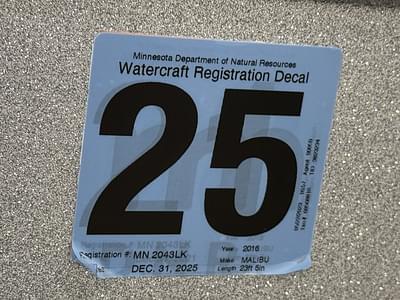 Minnesota Department of Natural Resources
Watercraft Registration Decal
25
Registration #: MN 2043LK
DEC. 31, 2025
Year 2016
Make MALIBU
Length 23ft 5in